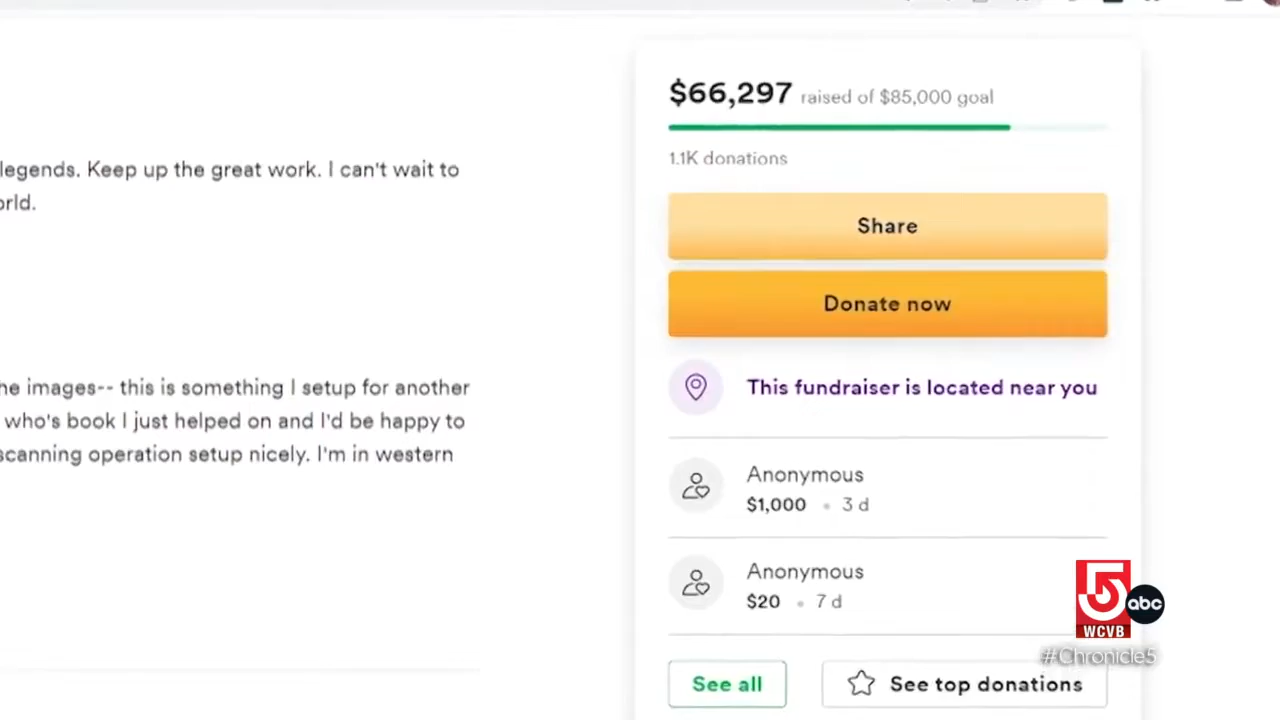 legends. Keep up the great work. I can't wait to
orld.
he images-- this is something I setup for another
who's book I just helped on and I'd be happy to
scanning operation setup nicely. I'm in western
$66,297 raised of $85,000 goal
1.1K donations
Share
Donate now
This fundraiser is located near you
Anonymous
$1,000 • 3 d
Anonymous
$20 • 7 d
See all
See top donations
5
abc
WCVB
#Chronicle5